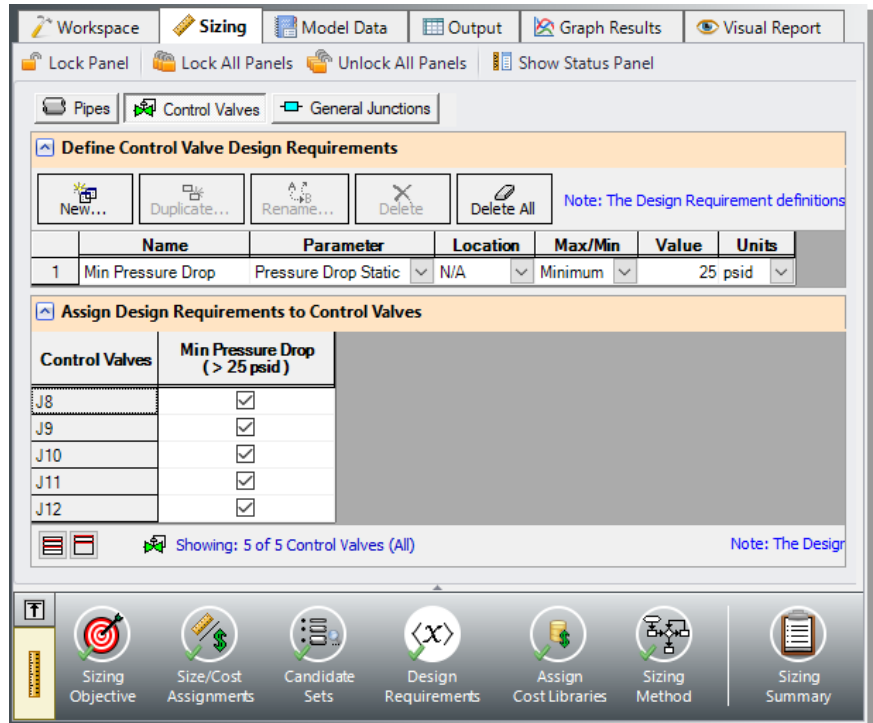 Workspace Sizing Model Data Output Graph Results Visual Report
Lock Panel Lock All Panels Unlock All Panels Show Status Panel
Pipes Control Valves General Junctions
Define Control Valve Design Requirements
New... Duplicate... Rename... Delete Delete All Note: The Design Requirement definitions
Name Parameter Location Max/Min Value Units
1 Min Pressure Drop Pressure Drop Static N/A Minimum 25 psid
Assign Design Requirements to Control Valves
Control Valves Min Pressure Drop
( > 25 psid )
J8
J9
J10
J11
J12
Showing: 5 of 5 Control Valves (All) Note: The Desigr
Sizing Size/Cost Candidate Design Assign Sizing Sizing
Objective Assignments Sets Requirements Cost Libraries Method Summary